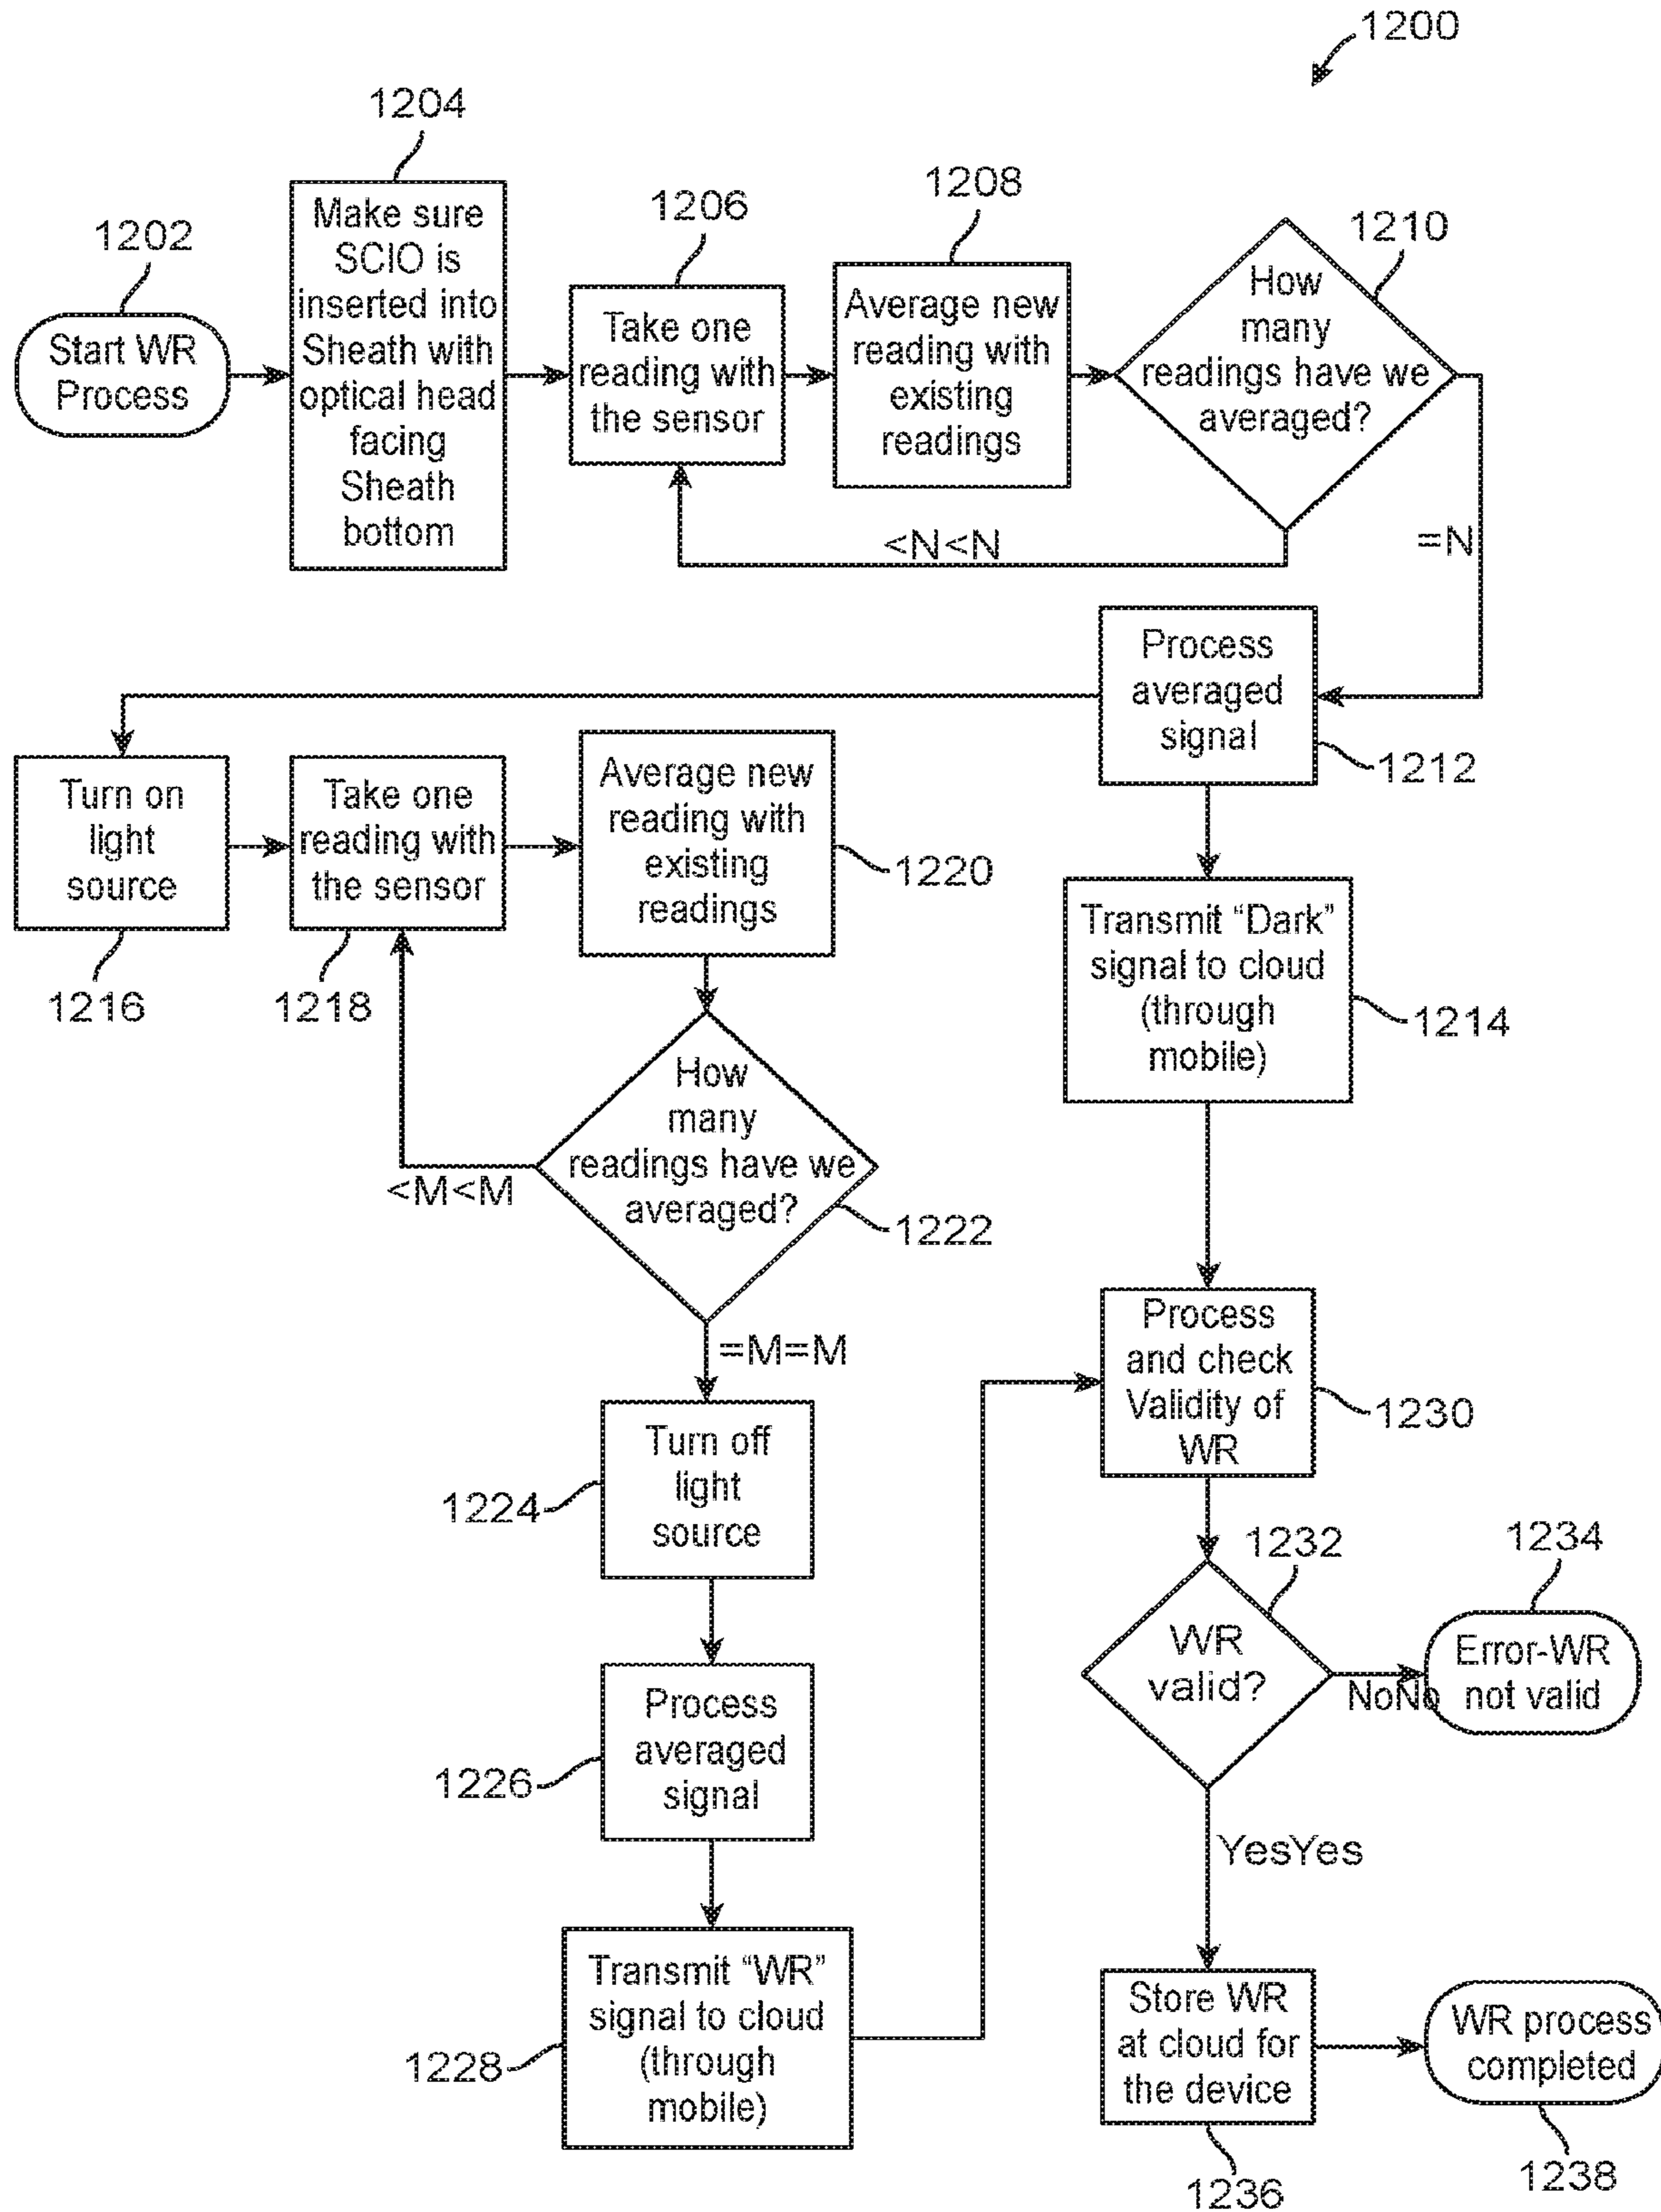 1200
1204
Make sure
SCIO is
inserted into
Sheath with
optical head
facing
Sheath
bottom
1202
Start WR
Process
1206
Take one
reading with
the sensor
1208
Average new
reading with
existing
readings
1210
How
many
readings have we
averaged?
<N<N
=N
Process
averaged
signal
1212
Turn on
light
source
1216
Take one
reading with
the sensor
1218
Average new
reading with
existing
readings
1220
Transmit “Dark”
signal to cloud
(through
mobile)
1214
How
many
readings have we
averaged?
1222
<M<M
=M=M
Turn off
light
source
1224
Process
averaged
signal
1226
Transmit “WR”
signal to cloud
(through
mobile)
1228
Process
and check
Validity of
WR
1230
1232
WR
valid?
NoNo
1234
Error-WR
not valid
YesYes
Store WR
at cloud for
the device
1236
WR process
completed
1238